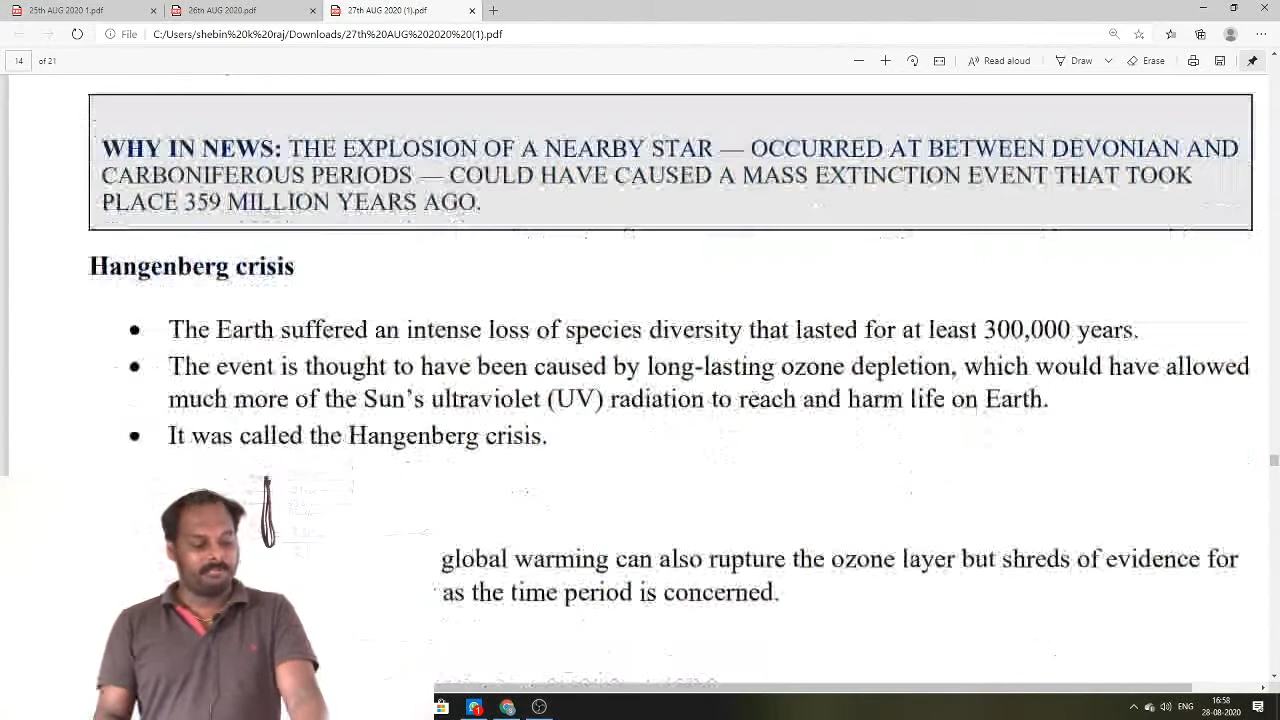 25th AUG 2020 1.pdf
26th AUG 2020.pdf
27th AUG 2020 (1).pdf
File
C:/Users/shebin%20k%20raj/Downloads/27th%20AUG%202020%20(1).pdf
14 of 21
Read aloud
Draw
Erase
WHY IN NEWS: THE EXPLOSION OF A NEARBY STAR — OCCURRED AT BETWEEN DEVONIAN AND
CARBONIFEROUS PERIODS — COULD HAVE CAUSED A MASS EXTINCTION EVENT THAT TOOK
PLACE 359 MILLION YEARS AGO.
Hangenberg crisis
• The Earth suffered an intense loss of species diversity that lasted for at least 300,000 years.
• The event is thought to have been caused by long-lasting ozone depletion, which would have allowed
much more of the Sun's ultraviolet (UV) radiation to reach and harm life on Earth.
• It was called the Hangenberg crisis.
global warming can also rupture the ozone layer but shreds of evidence for
as the time period is concerned.
ENG
16:58
28-08-2020